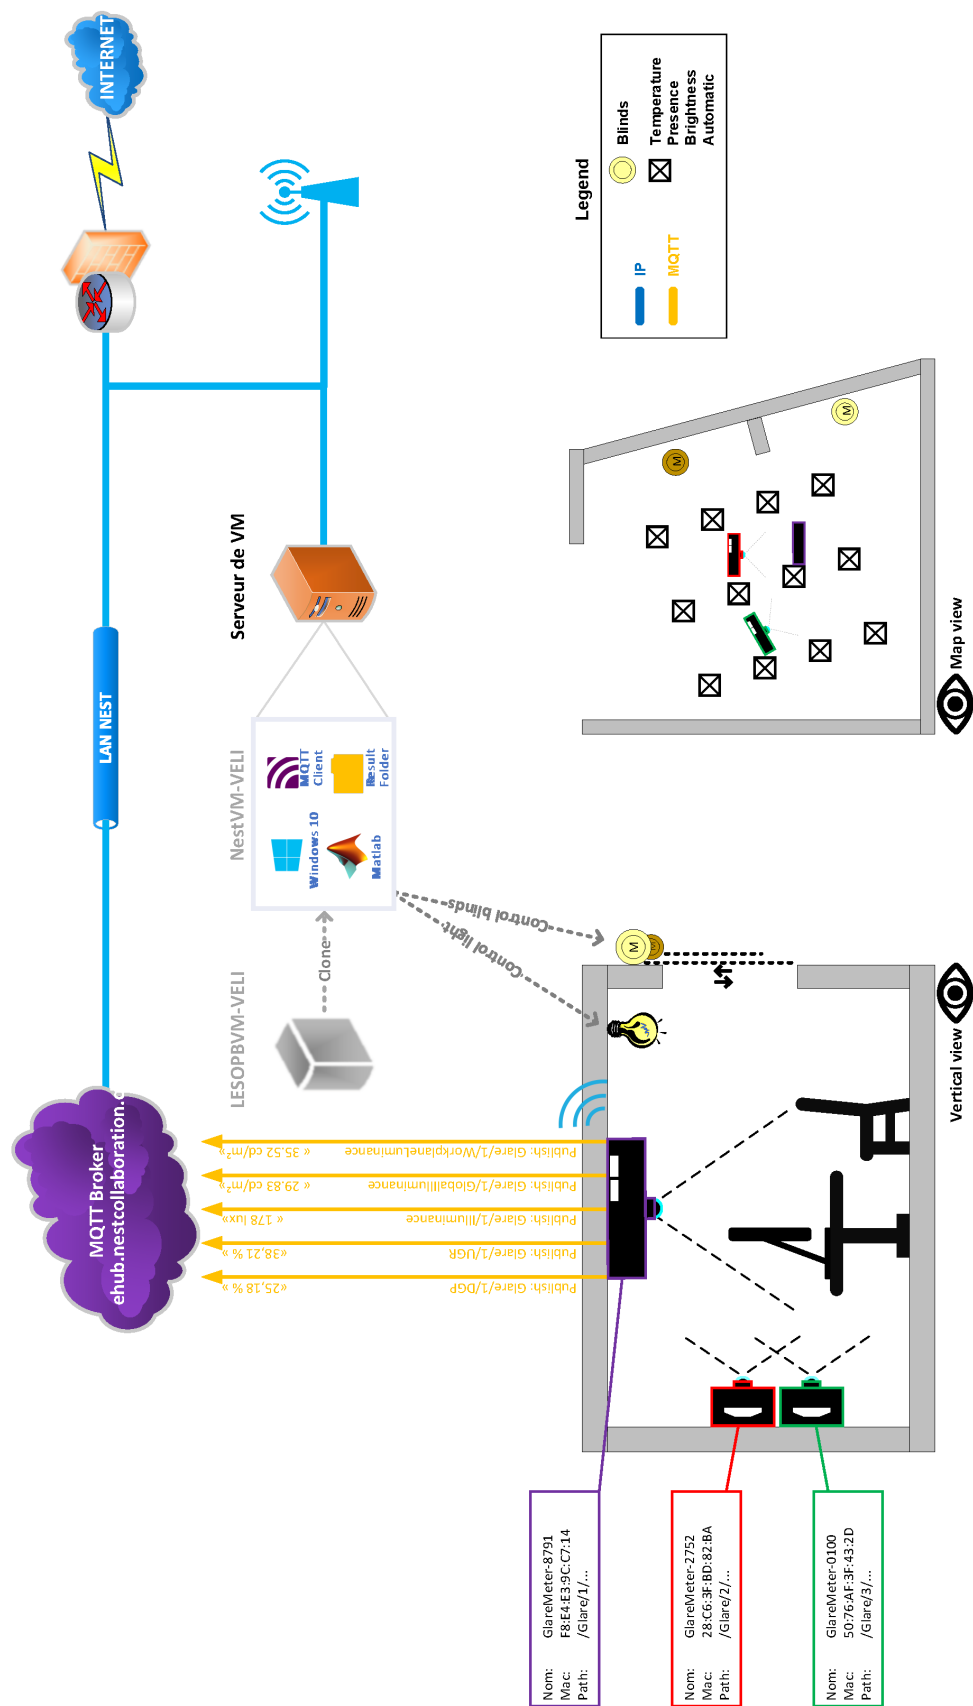 INTERNET
LAN NEST
MQTT Broker
ehub.nestcollaboration.
Serveur de VM
NestVM-VELI
LESOPBVM-VELI
Clone
Windows 10
MQTT
Client
Matlab
Result
Folder
Control light
Control blinds
Publish: Glare/1/DGP «25,18 % »
Publish: Glare/1/UGR «38,21 % »
Publish: Glare/1/Illuminance « 178 lux»
Publish: Glare/1/GlobalIlluminance « 29.83 cd/m²»
Publish: Glare/1/WorkplaneLuminance « 35.52 cd/m²»
Nom: GlareMeter-8791
Mac: F8:E4:E3:9C:C7:14
Path: /Glare/1/...
Nom: GlareMeter-2752
Mac: 28:C6:3F:BD:82:BA
Path: /Glare/2/...
Nom: GlareMeter-0100
Mac: 50:76:AF:3F:43:2D
Path: /Glare/3/...
M
M
Vertical view
M
M
Map view
Legend
IP
MQTT
Blinds
Temperature
Presence
Brightness
Automatic